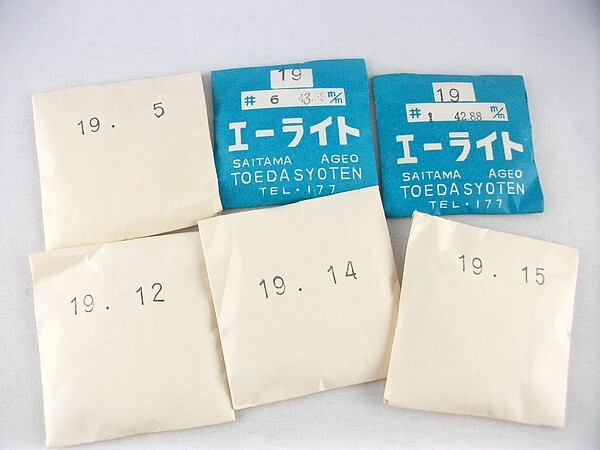 19. 5
19
# 6 43.58 m/m
エーライト
SAITAMA AGEO
TOEDA SYOTEN
TEL・177
19
# 1 42.88 m/m
エーライト
SAITAMA AGEO
TOEDA SYOTEN
TEL・177
19. 12
19. 14
19. 15